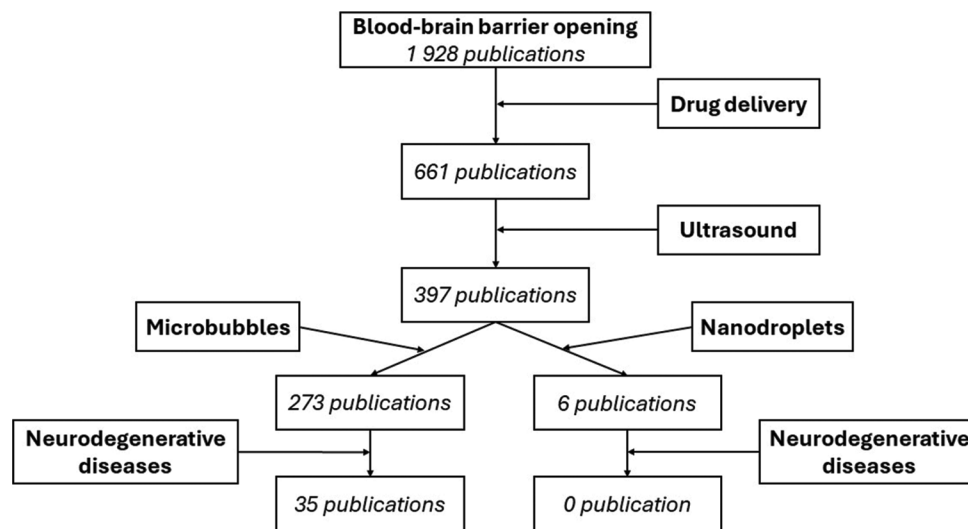 Blood-brain barrier opening
1 928 publications
Drug delivery
661 publications
Ultrasound
397 publications
Microbubbles
Nanodroplets
273 publications
6 publications
Neurodegenerative
diseases
Neurodegenerative
diseases
35 publications
0 publication